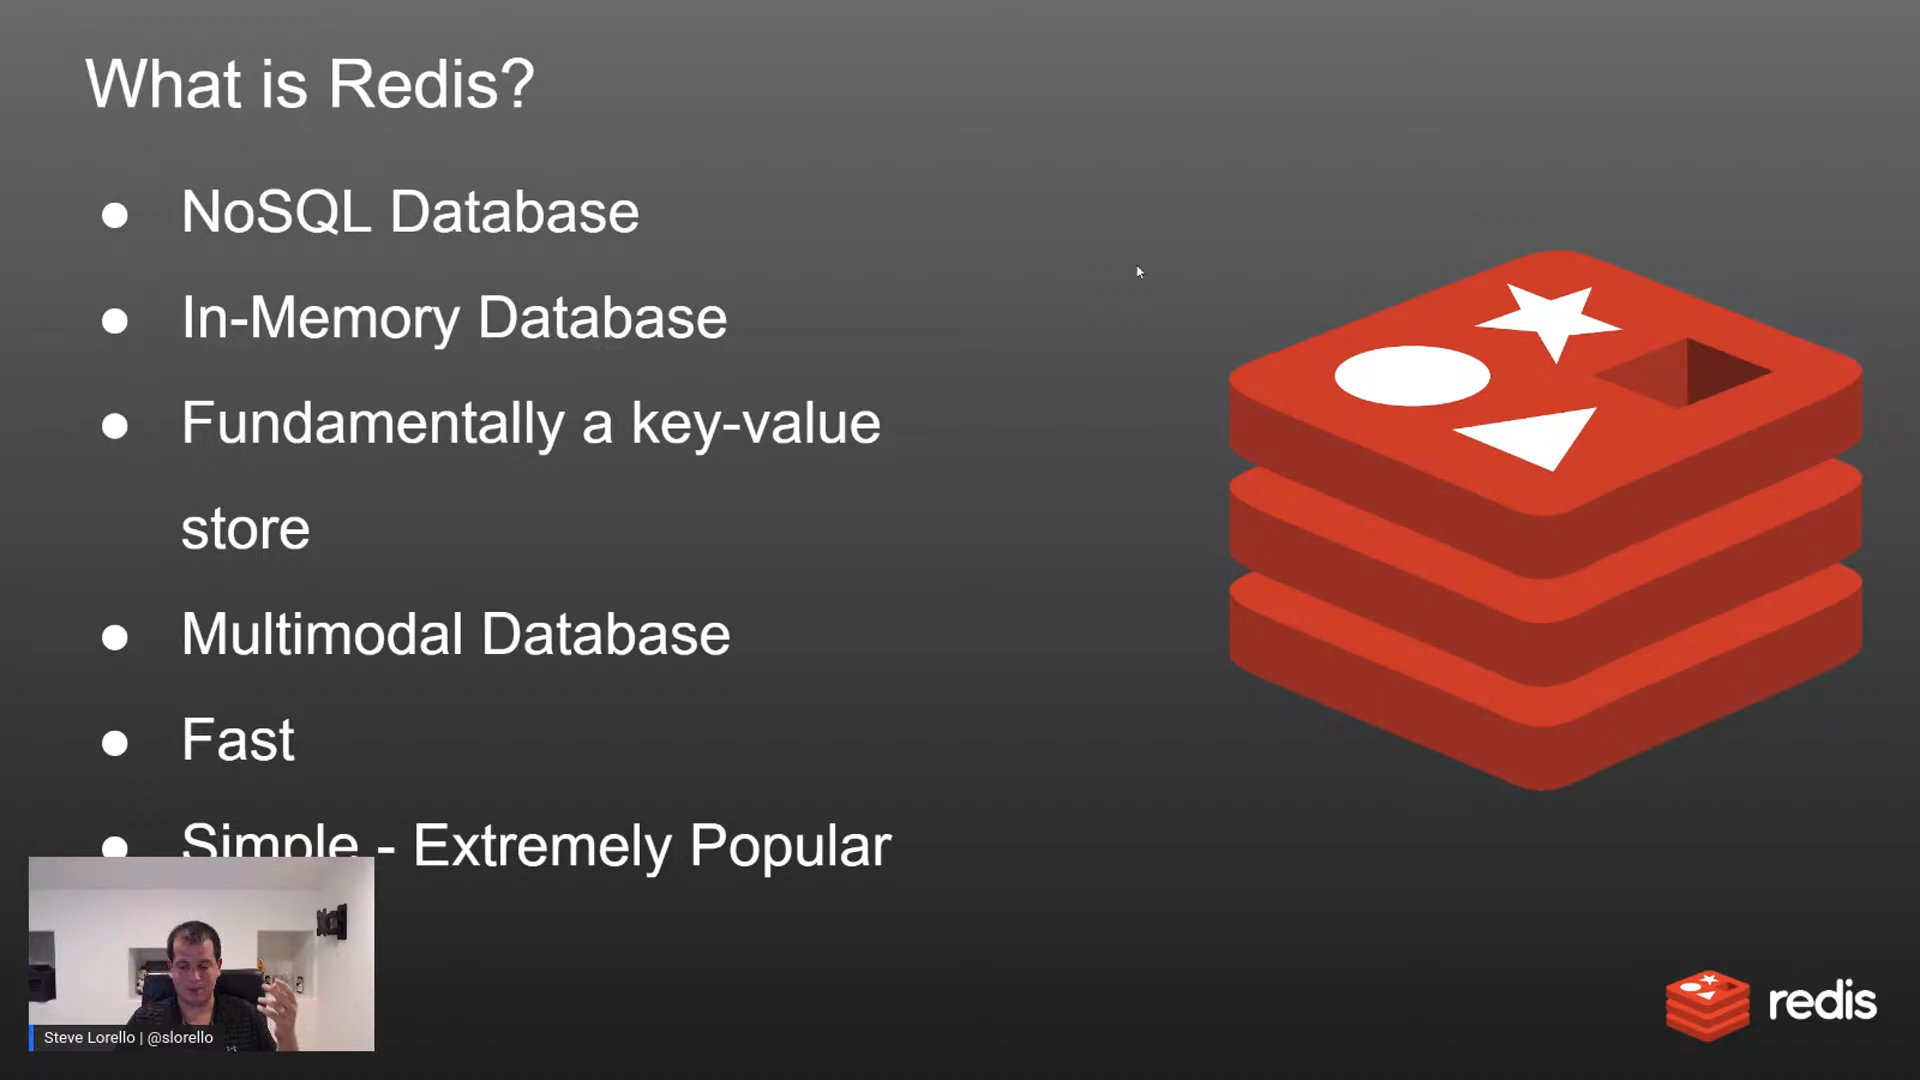 What is Redis?
● NoSQL Database
● In-Memory Database
● Fundamentally a key-value
store
● Multimodal Database
● Fast
● Simple - Extremely Popular
Steve Lorello | @slorello
redis